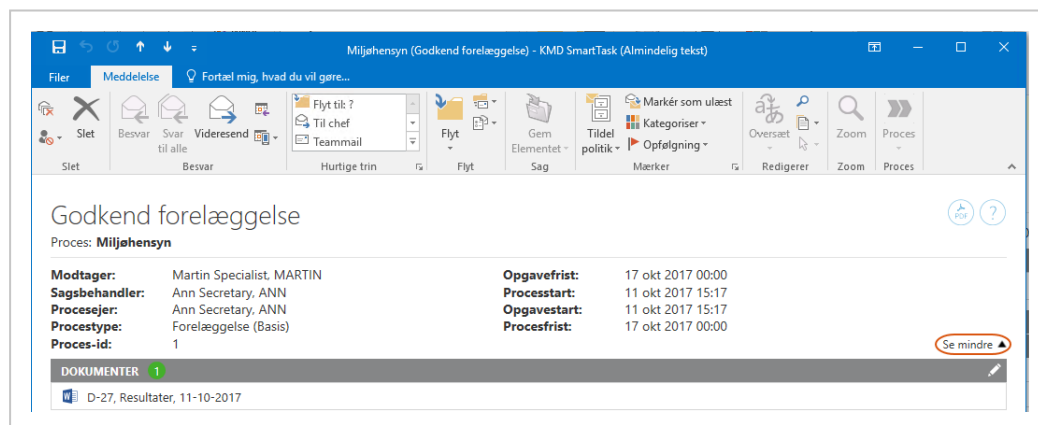 Miljøhensyn (Godkend forelæggelse) - KMD SmartTask (Almindelig tekst)
Filer Meddelelse Fortæl mig, hvad du vil gøre...
Slet
Besvar
Svar til alle
Videresend
Flyt til: ?
Til chef
Teammail
Flyt
Gem Elementet
Tildel politik
Markér som ulæst
Kategoriser
Opfølgning
Oversæt
Zoom
Proces
Slet Besvar Hurtige trin Flyt Sag Mærker Redigerer Zoom Proces
Godkend forelæggelse
PDF ?
Proces: Miljøhensyn
Modtager: Martin Specialist, MARTIN Opgavefrist: 17 okt 2017 00:00
Sagsbehandler: Ann Secretary, ANN Processtart: 11 okt 2017 15:17
Procesejer: Ann Secretary, ANN Opgavestart: 11 okt 2017 15:17
Procestype: Forelæggelse (Basis) Procesfrist: 17 okt 2017 00:00
Proces-id: 1
Se mindre ▲
DOKUMENTER 1
D-27, Resultater, 11-10-2017